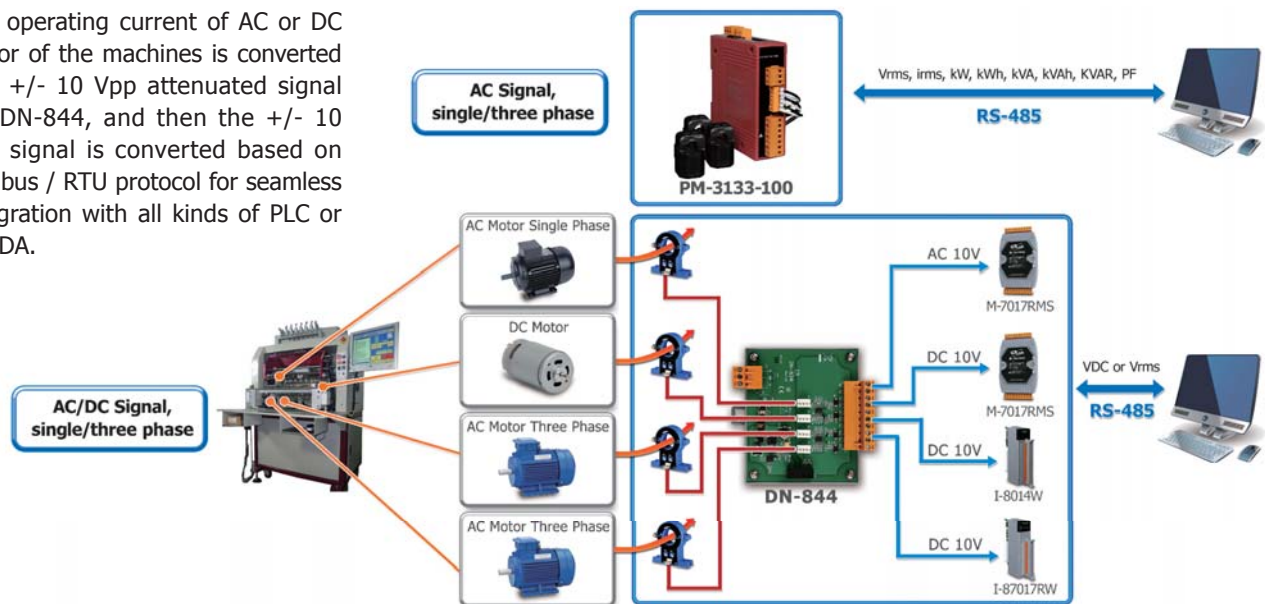 operating current of AC or DC
or of the machines is converted
+/- 10 Vpp attenuated signal
DN-844, and then the +/- 10
signal is converted based on
bus / RTU protocol for seamless
gration with all kinds of PLC or
DA.
AC Signal,
single/three phase
PM-3133-100
Vrms, irms, kW, kWh, kVA, kVAh, KVAR, PF
RS-485
AC/DC Signal,
single/three phase
AC Motor Single Phase
DC Motor
AC Motor Three Phase
AC Motor Three Phase
DN-844
AC 10V
M-7017RMS
DC 10V
M-7017RMS
DC 10V
I-8014W
DC 10V
I-87017RW
VDC or Vrms
RS-485